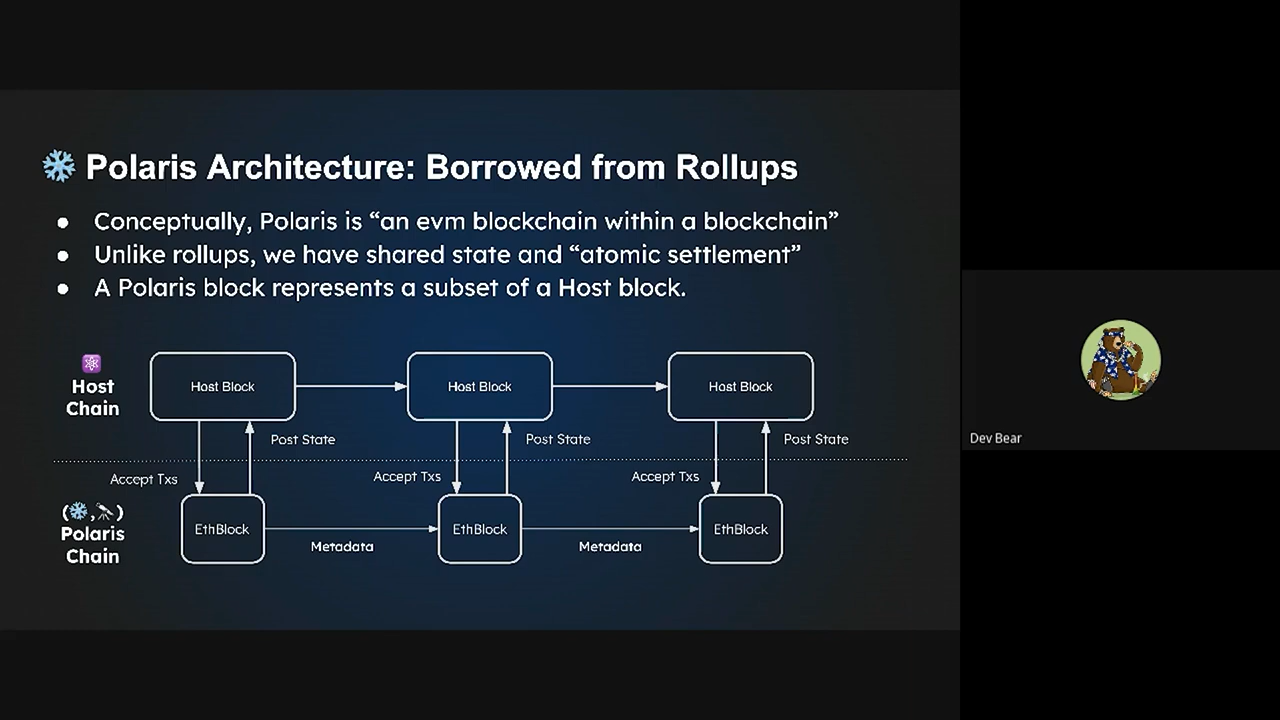 Polaris Architecture: Borrowed from Rollups
● Conceptually, Polaris is “an evm blockchain within a blockchain”
● Unlike rollups, we have shared state and “atomic settlement”
● A Polaris block represents a subset of a Host block.
Host
Chain
Host Block
Host Block
Host Block
Post State
Post State
Post State
Accept Txs
Accept Txs
Accept Txs
( , )
Polaris
Chain
EthBlock
EthBlock
EthBlock
Metadata
Metadata
Dev Bear